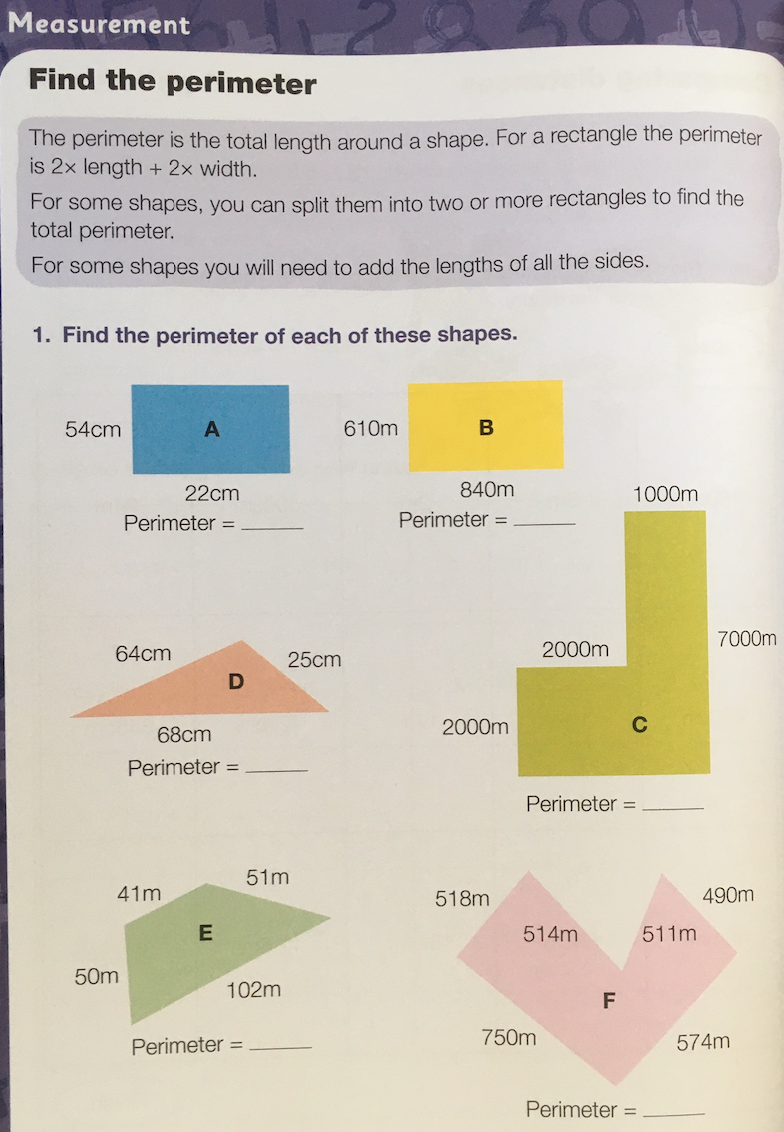 Measurement
Find the perimeter
The perimeter is the total length around a shape. For a rectangle the perimeter
is 2× length + 2× width.
For some shapes, you can split them into two or more rectangles to find the
total perimeter.
For some shapes you will need to add the lengths of all the sides.
1. Find the perimeter of each of these shapes.
54cm
A
22cm
Perimeter = ______
610m
B
840m
Perimeter = ______
1000m
2000m
7000m
2000m
C
Perimeter = ______
64cm
25cm
D
68cm
Perimeter = ______
41m
51m
E
50m
102m
Perimeter = ______
518m
490m
514m
511m
F
750m
574m
Perimeter = ______